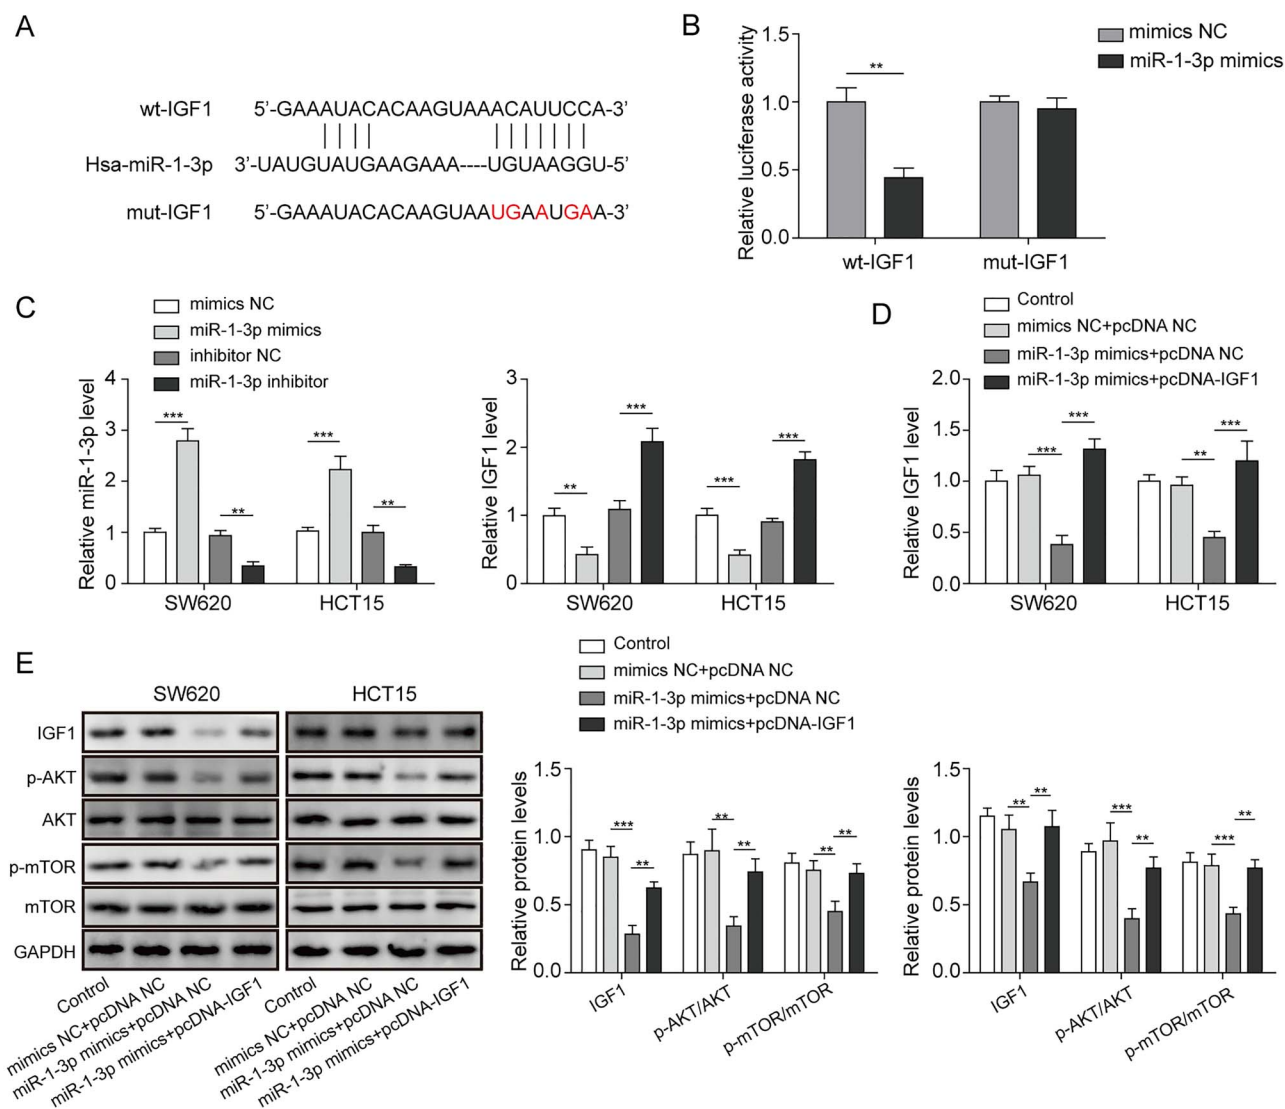 A
wt-IGF1 5’-GAAAUACACAAGUAAACAUUCCA-3’
Hsa-miR-1-3p 3’-UAUGUAUGAAGAAA----UGUAAGGU-5’
mut-IGF1 5’-GAAAUACACAAGUAAUGAAUGAA-3’
B
mimics NC
miR-1-3p mimics
Relative luciferase activity
1.5
1.0
0.5
0.0
**
wt-IGF1 mut-IGF1
C
mimics NC
miR-1-3p mimics
inhibitor NC
miR-1-3p inhibitor
Relative miR-1-3p level
4
3
2
1
0
*** ** *** **
SW620 HCT15
Relative IGF1 level
3
2
1
0
** *** *** ***
SW620 HCT15
D
Control
mimics NC+pcDNA NC
miR-1-3p mimics+pcDNA NC
miR-1-3p mimics+pcDNA-IGF1
Relative IGF1 level
2.0
1.5
1.0
0.5
0.0
*** *** ** ***
SW620 HCT15
E
SW620 HCT15
IGF1
p-AKT
AKT
p-mTOR
mTOR
GAPDH
Control
mimics NC+pcDNA NC
miR-1-3p mimics+pcDNA NC
miR-1-3p mimics+pcDNA-IGF1
Control
mimics NC+pcDNA NC
miR-1-3p mimics+pcDNA NC
miR-1-3p mimics+pcDNA-IGF1
Control
mimics NC+pcDNA NC
miR-1-3p mimics+pcDNA NC
miR-1-3p mimics+pcDNA-IGF1
Relative protein levels
1.5
1.0
0.5
0.0
*** ** ** ** ** **
IGF1
p-AKT/AKT
p-mTOR/mTOR
Relative protein levels
1.5
1.0
0.5
0.0
** ** *** ** *** **
IGF1
p-AKT/AKT
p-mTOR/mTOR